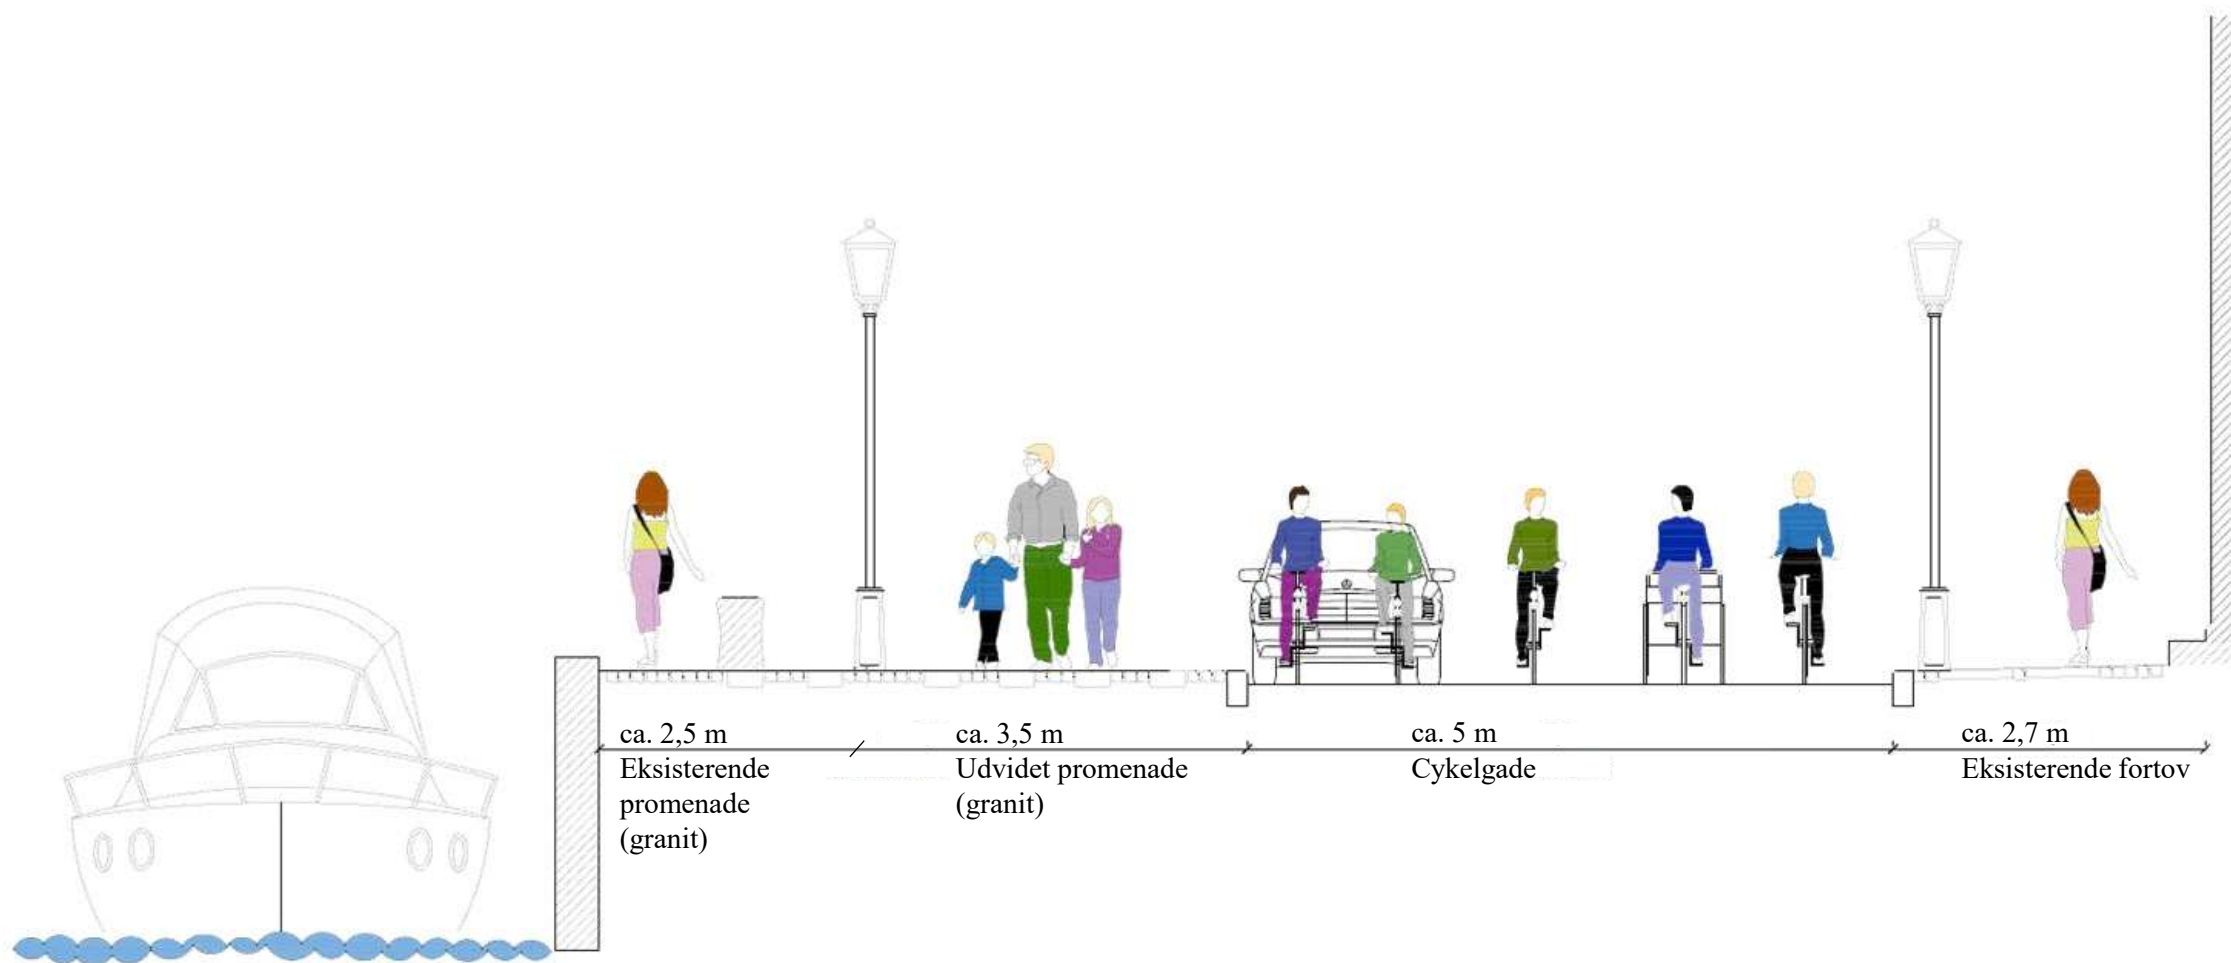 ca. 2,5 m
Eksisterende
promenade
(granit)
ca. 3,5 m
Udvidet promenade
(granit)
ca. 5 m
Cykelgade
ca. 2,7 m
Eksisterende fortov